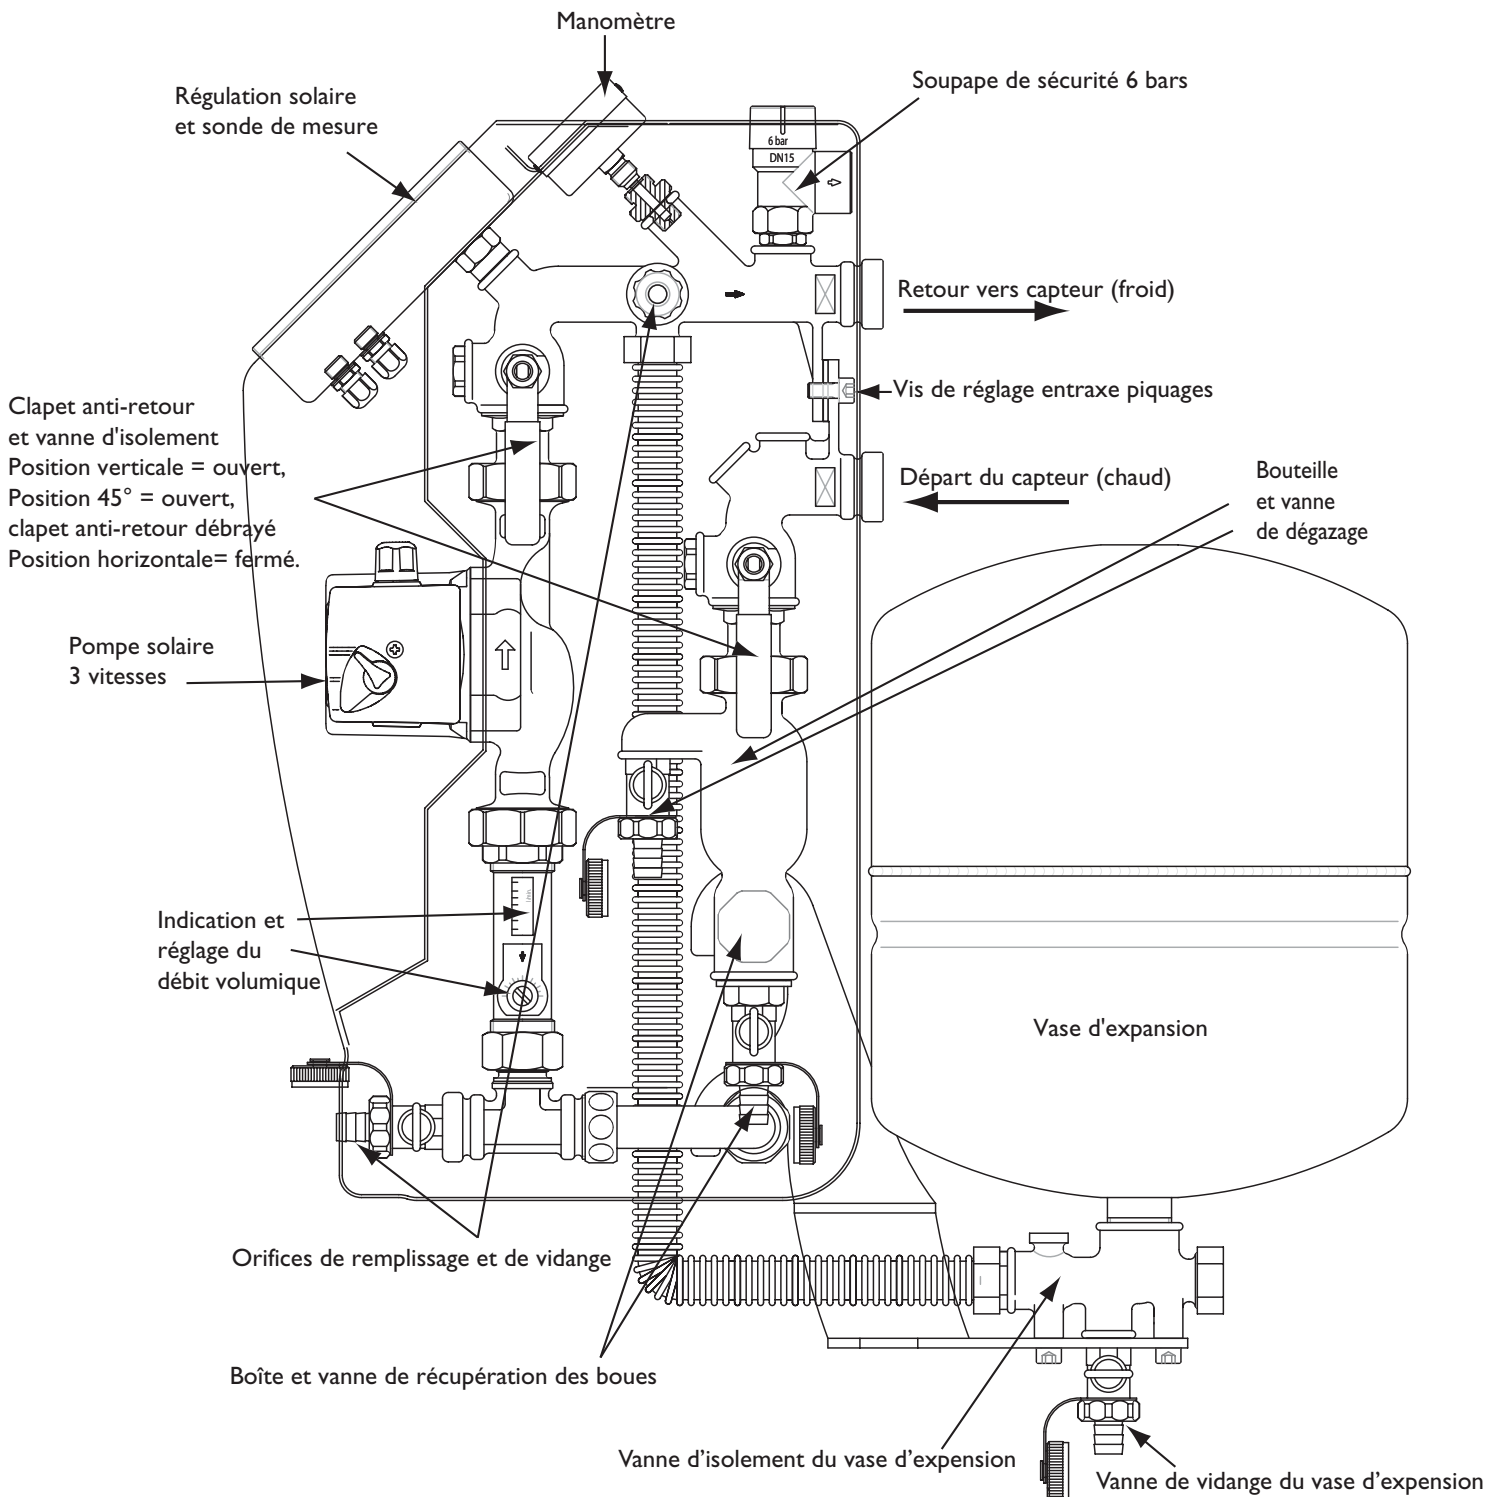 Manomètre
Régulation solaire
et sonde de mesure
Soupape de sécurité 6 bars
6 bar
DN15
Retour vers capteur (froid)
Vis de réglage entraxe piquages
Clapet anti-retour
et vanne d'isolement
Position verticale = ouvert,
Position 45° = ouvert,
clapet anti-retour débrayé
Position horizontale= fermé.
Départ du capteur (chaud)
Bouteille
et vanne
de dégazage
Pompe solaire
3 vitesses
Indication et
réglage du
débit volumique
Vase d'expansion
Orifices de remplissage et de vidange
Boîte et vanne de récupération des boues
Vanne d’isolement du vase d’expension
Vanne de vidange du vase d’expension